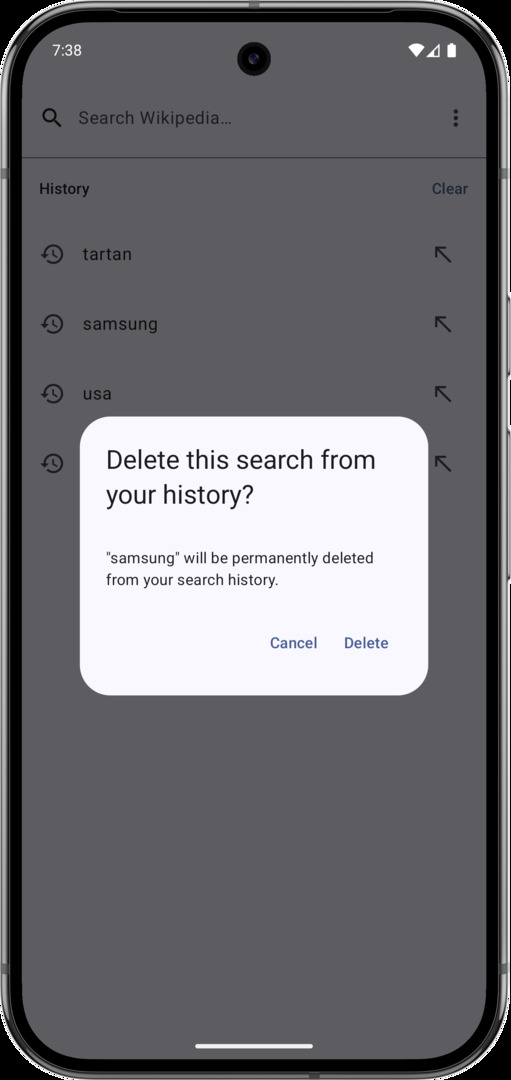 7:38
Search Wikipedia…
History
Clear
tartan
samsung
usa
Delete this search from
your history?
"samsung" will be permanently deleted
from your search history.
Cancel
Delete